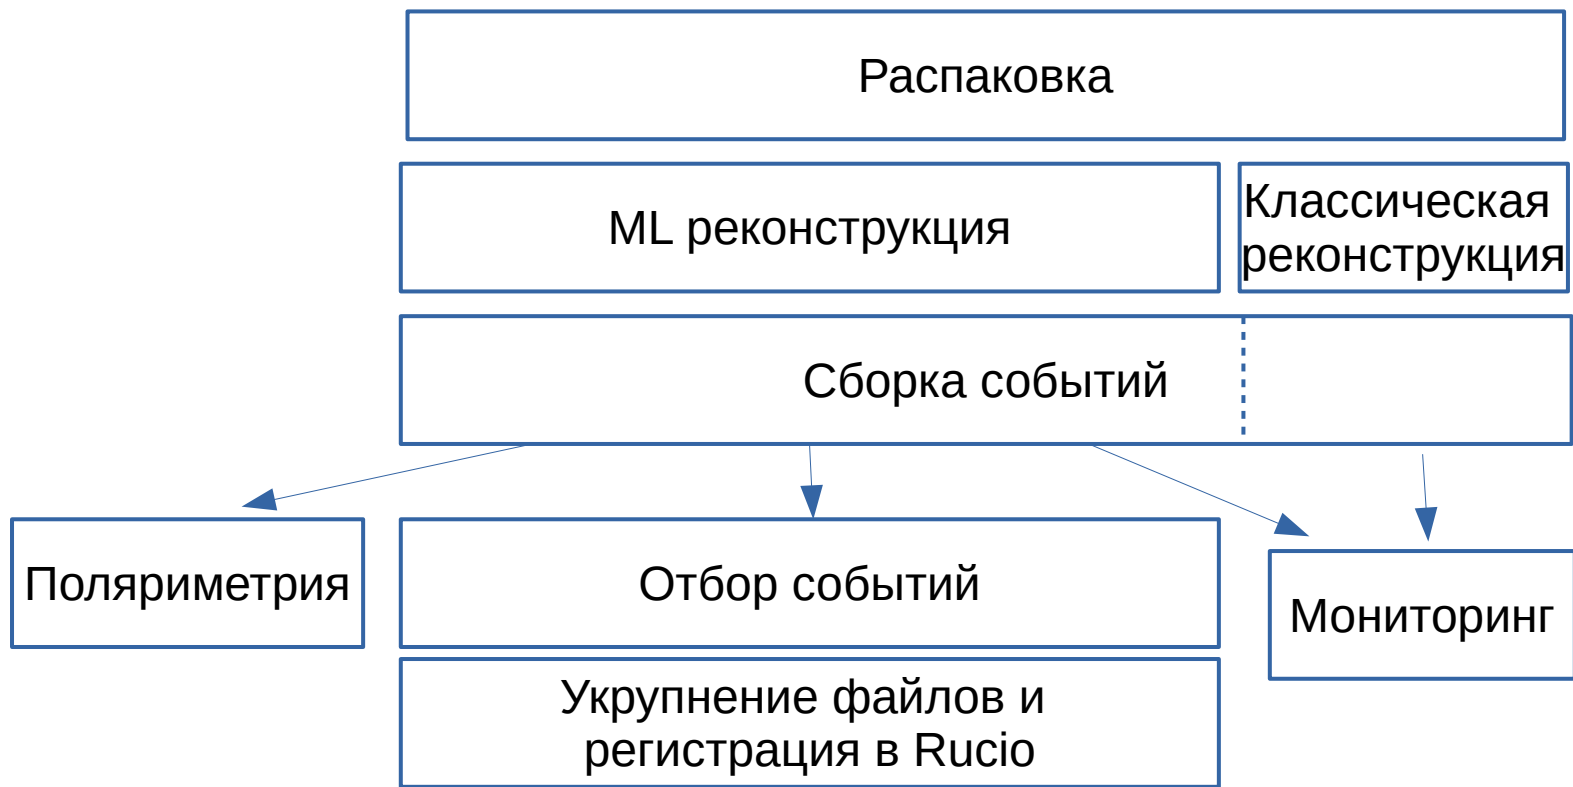 Распаковка
ML реконструкция
Классическая
реконструкция
Сборка событий
Поляриметрия
Отбор событий
Мониторинг
Укрупнение файлов и
регистрация в Rucio